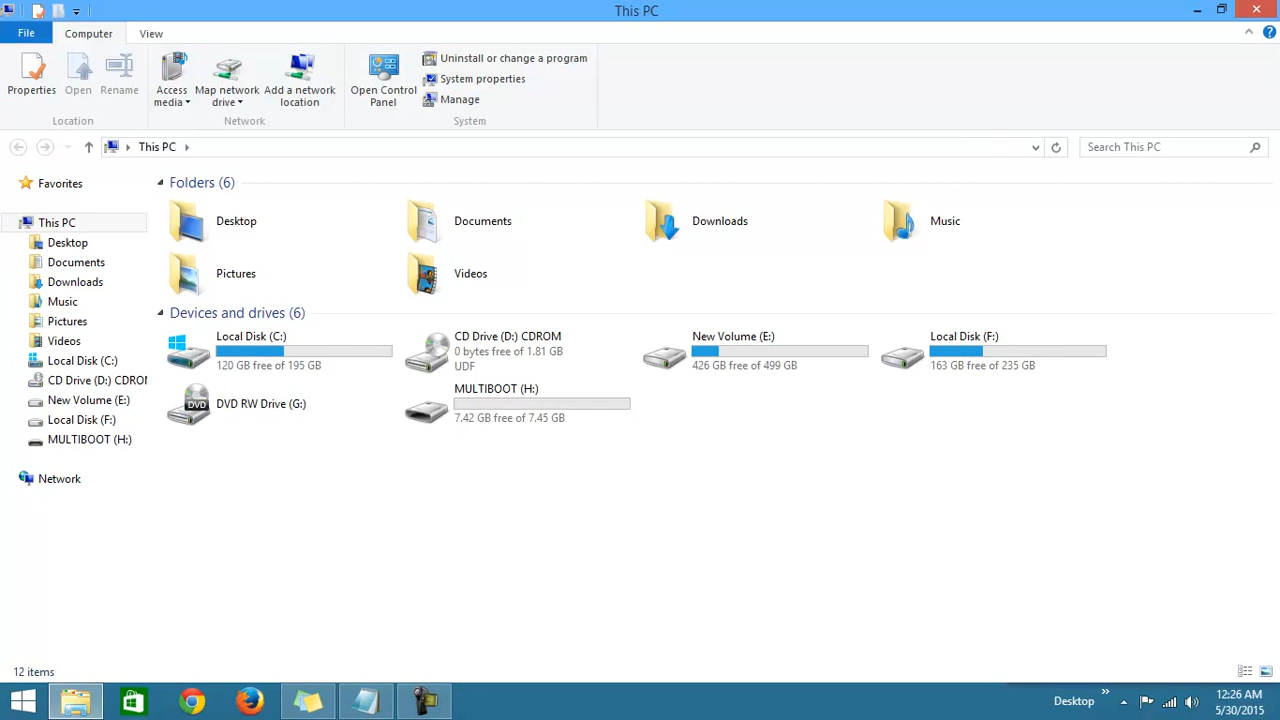 This PC
File
Computer
View
Properties
Open
Rename
Access media
Map network drive
Add a network location
Open Control Panel
Uninstall or change a program
System properties
Manage
Location
Network
System
This PC
Search This PC
Favorites
This PC
Desktop
Documents
Downloads
Music
Pictures
Videos
Local Disk (C:)
CD Drive (D:) CDROM
New Volume (E:)
Local Disk (F:)
MULTIBOOT (H:)
Network
Folders (6)
Desktop
Documents
Downloads
Music
Pictures
Videos
Devices and drives (6)
Local Disk (C:)
120 GB free of 195 GB
CD Drive (D:) CDROM
0 bytes free of 1.81 GB
UDF
New Volume (E:)
426 GB free of 499 GB
Local Disk (F:)
163 GB free of 235 GB
DVD
DVD RW Drive (G:)
MULTIBOOT (H:)
7.42 GB free of 7.45 GB
12 items
Desktop
12:26 AM
5/30/2015